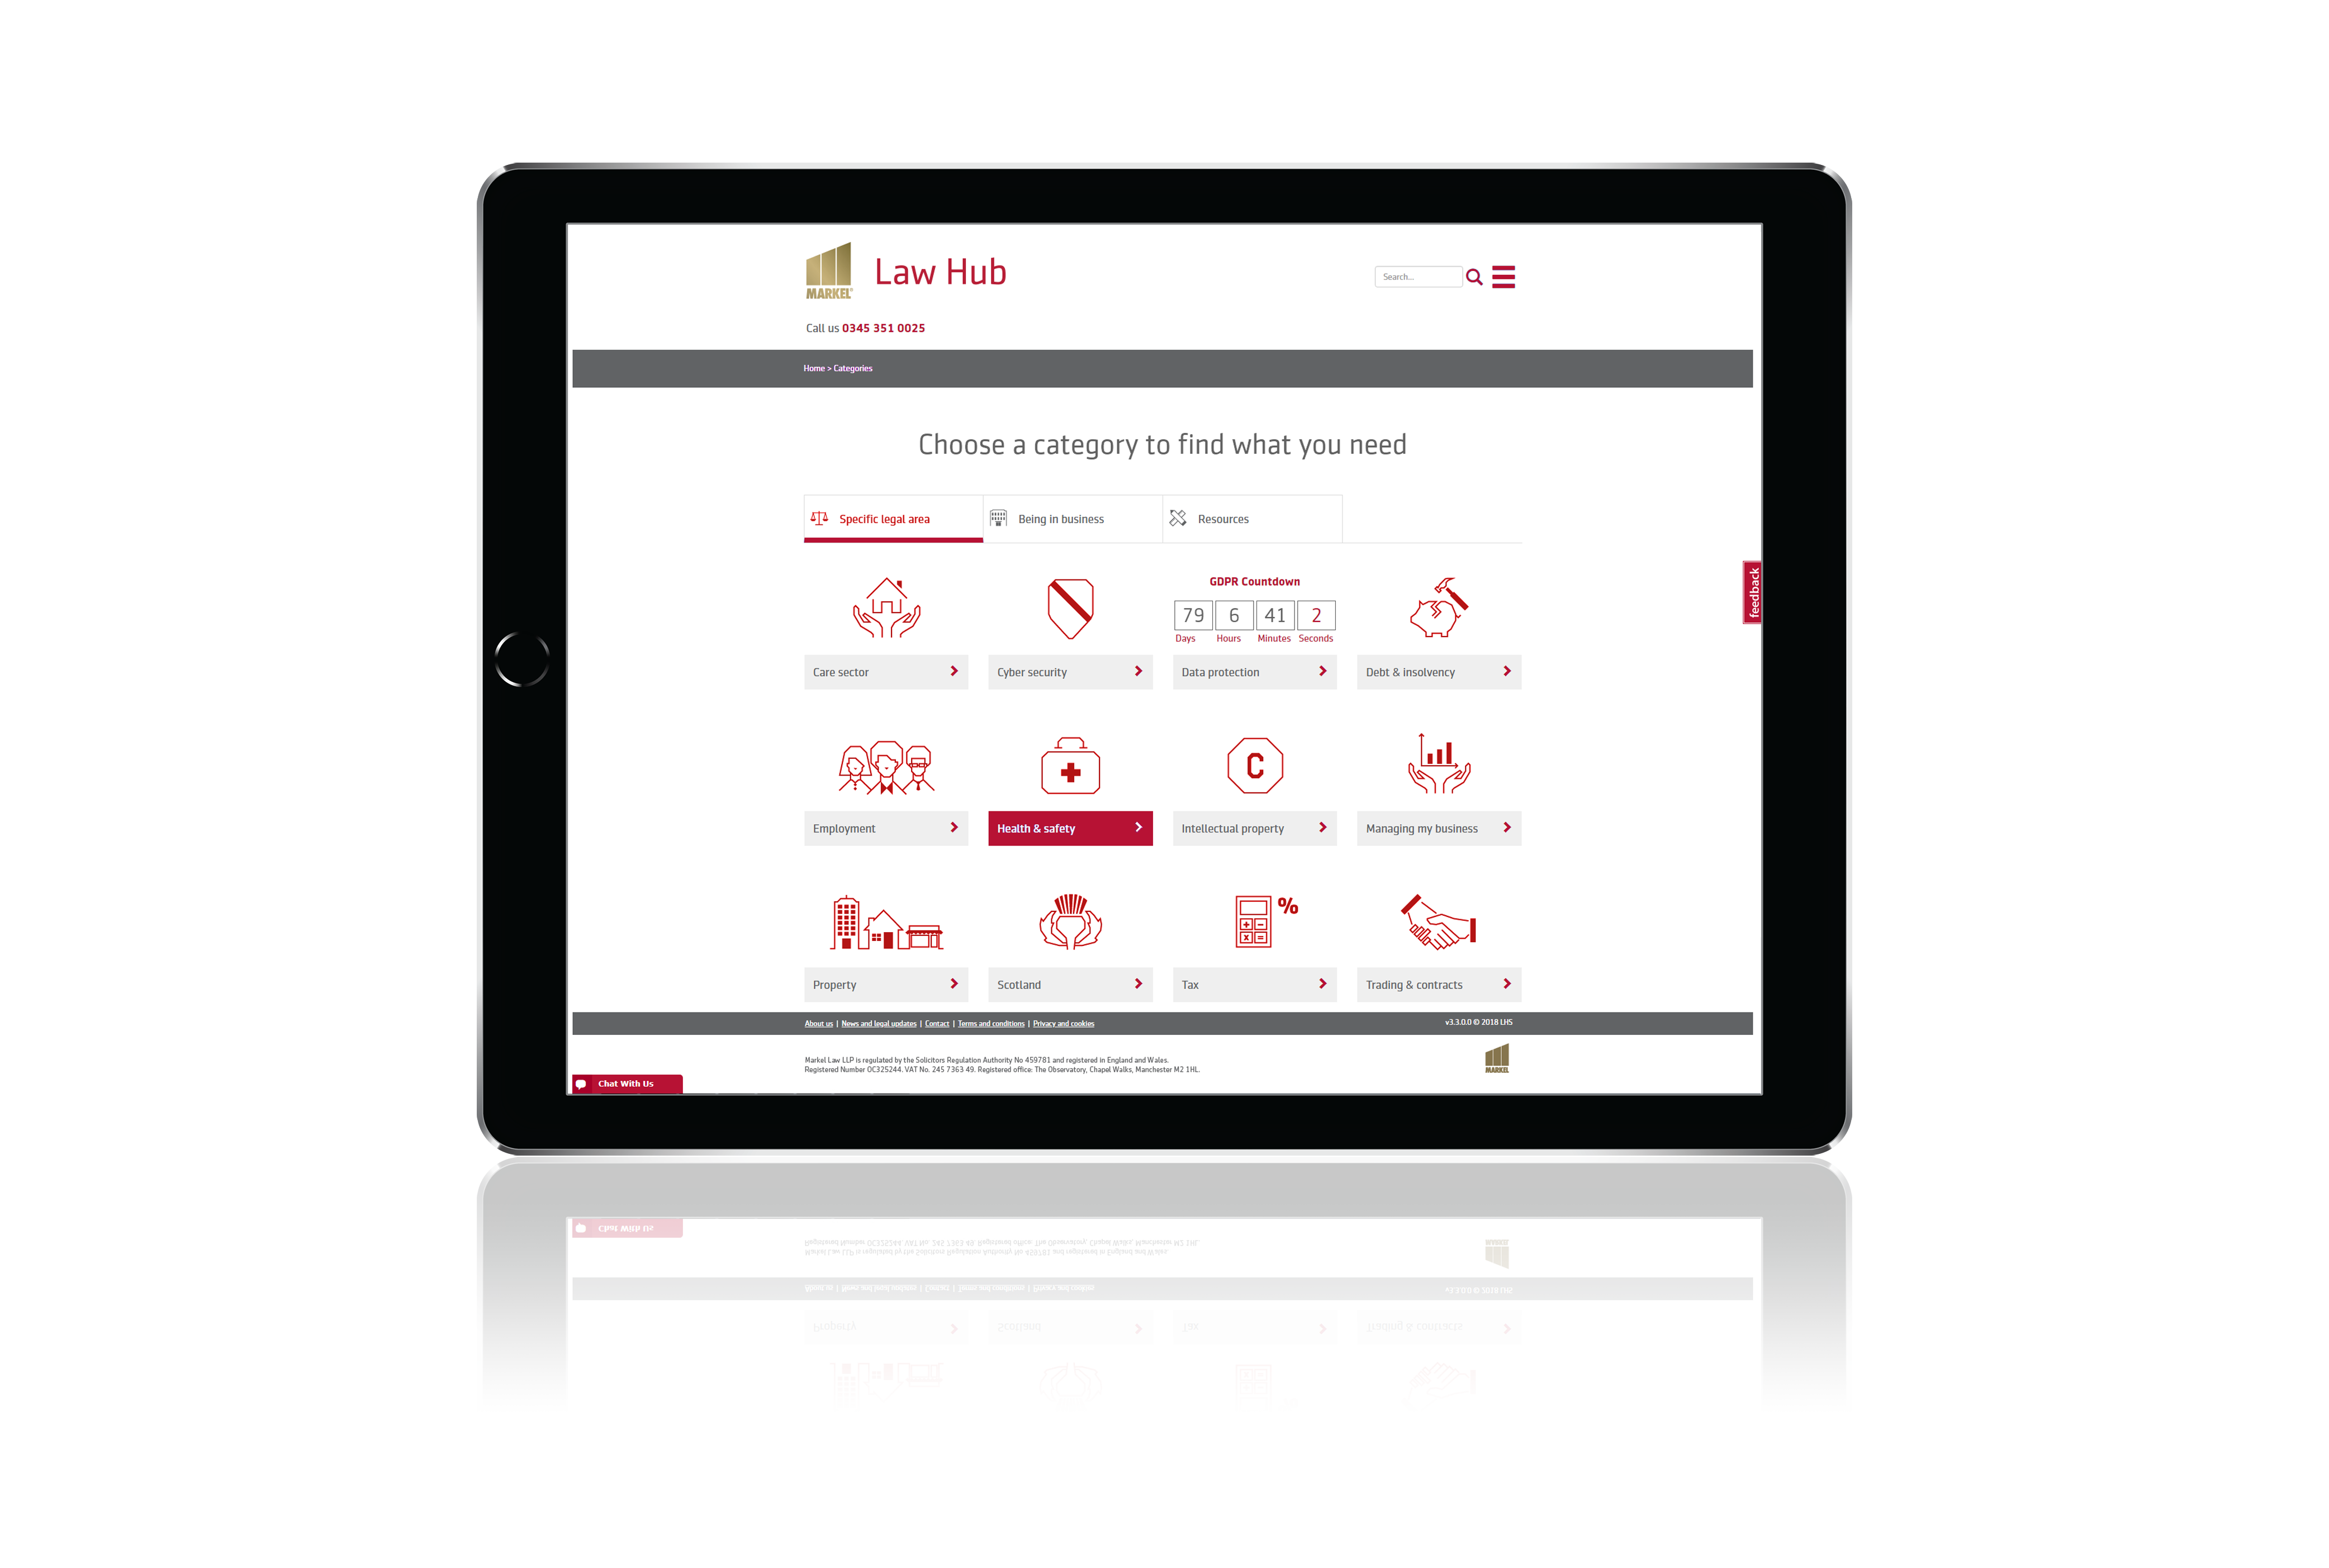 MARKEL®
Law Hub
Search...
Call us 0345 351 0025
Home > Categories
Choose a category to find what you need
Specific legal area
Being in business
Resources
feedback
GDPR Countdown
79 6 41 2
Days Hours Minutes Seconds
Care sector
Cyber security
Data protection
Debt & insolvency
C
Employment
Health & safety
Intellectual property
Managing my business
%
Property
Scotland
Tax
Trading & contracts
About us | News and legal updates | Contact | Terms and conditions | Privacy and cookies
v3.3.0.0 © 2018 LHS
Markel Law LLP is regulated by the Solicitors Regulation Authority No 459781 and registered in England and Wales.
Registered Number OC325244. VAT No. 245 7363 49. Registered office: The Observatory, Chapel Walks, Manchester M2 1HL.
MARKEL
Chat With Us